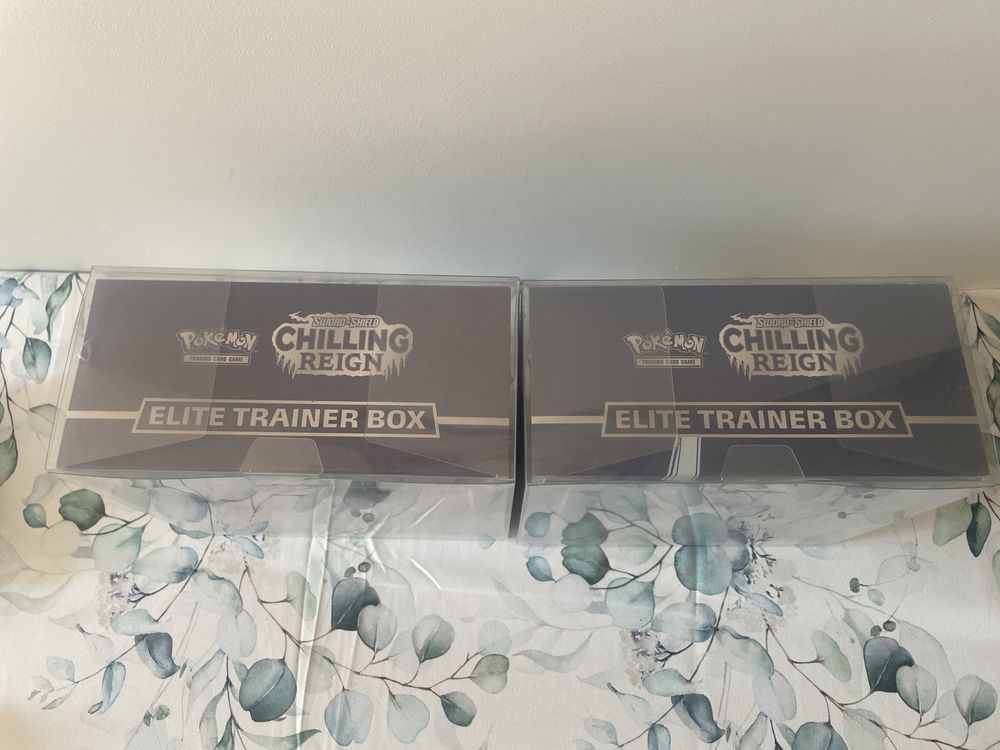 Pokémon
TRADING CARD GAME
SWORD & SHIELD
CHILLING
REIGN
ELITE TRAINER BOX
Pokémon
TRADING CARD GAME
SWORD & SHIELD
CHILLING
REIGN
ELITE TRAINER BOX